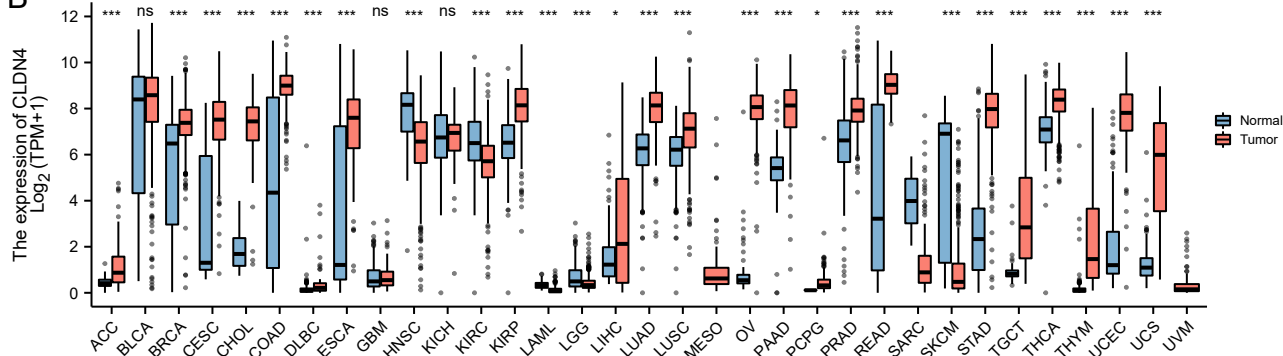 *** ns *** *** *** *** *** *** ns *** ns *** *** *** *** * *** *** *** *** * *** *** *** *** *** *** *** *** ***
The expression of CLDN4
Log2 (TPM+1)
12
10
8
6
4
2
0
Normal
Tumor
ACC
BLCA
BRCA
CESC
CHOL
COAD
DLBC
ESCA
GBM
HNSC
KICH
KIRC
KIRP
LAML
LGG
LIHC
LUAD
LUSC
MESO
OV
PAAD
PCPG
PRAD
READ
SARC
SKCM
STAD
TGCT
THCA
THYM
UCEC
UCS
UVM